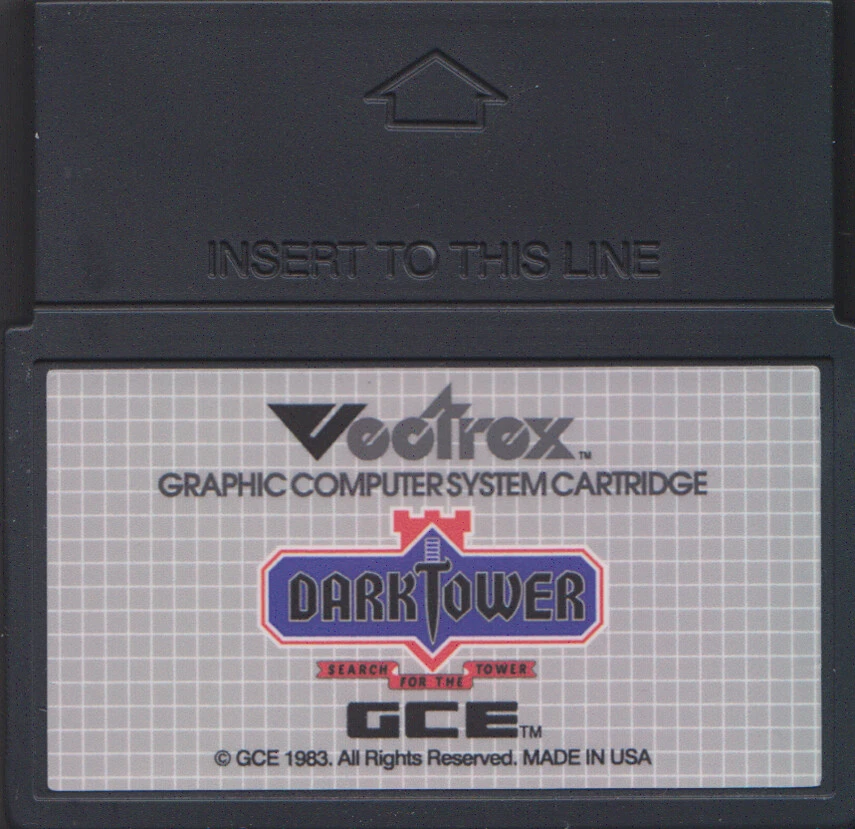 INSERT TO THIS LINE
Vectrex™
GRAPHIC COMPUTER SYSTEM CARTRIDGE
DARK TOWER
SEARCH FOR THE TOWER
GCE™
© GCE 1983. All Rights Reserved. MADE IN USA